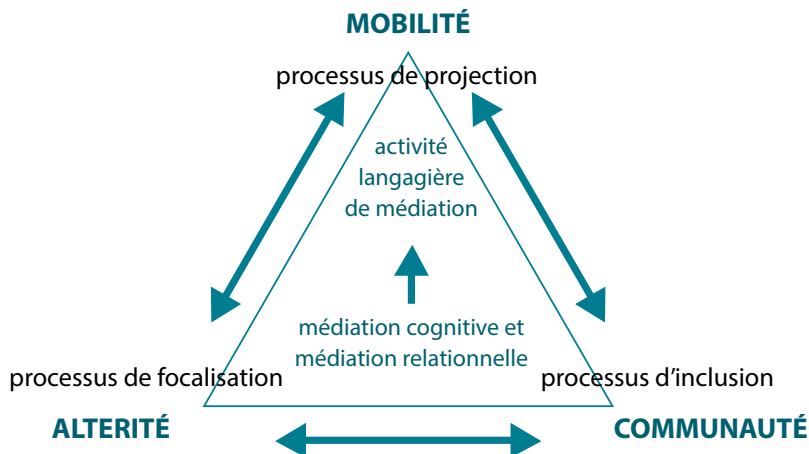 MOBILITÉ
processus de projection
activité
langagière
de médiation
médiation cognitive et
médiation relationnelle
processus de focalisation
processus d’inclusion
ALTERITÉ
COMMUNAUTÉ